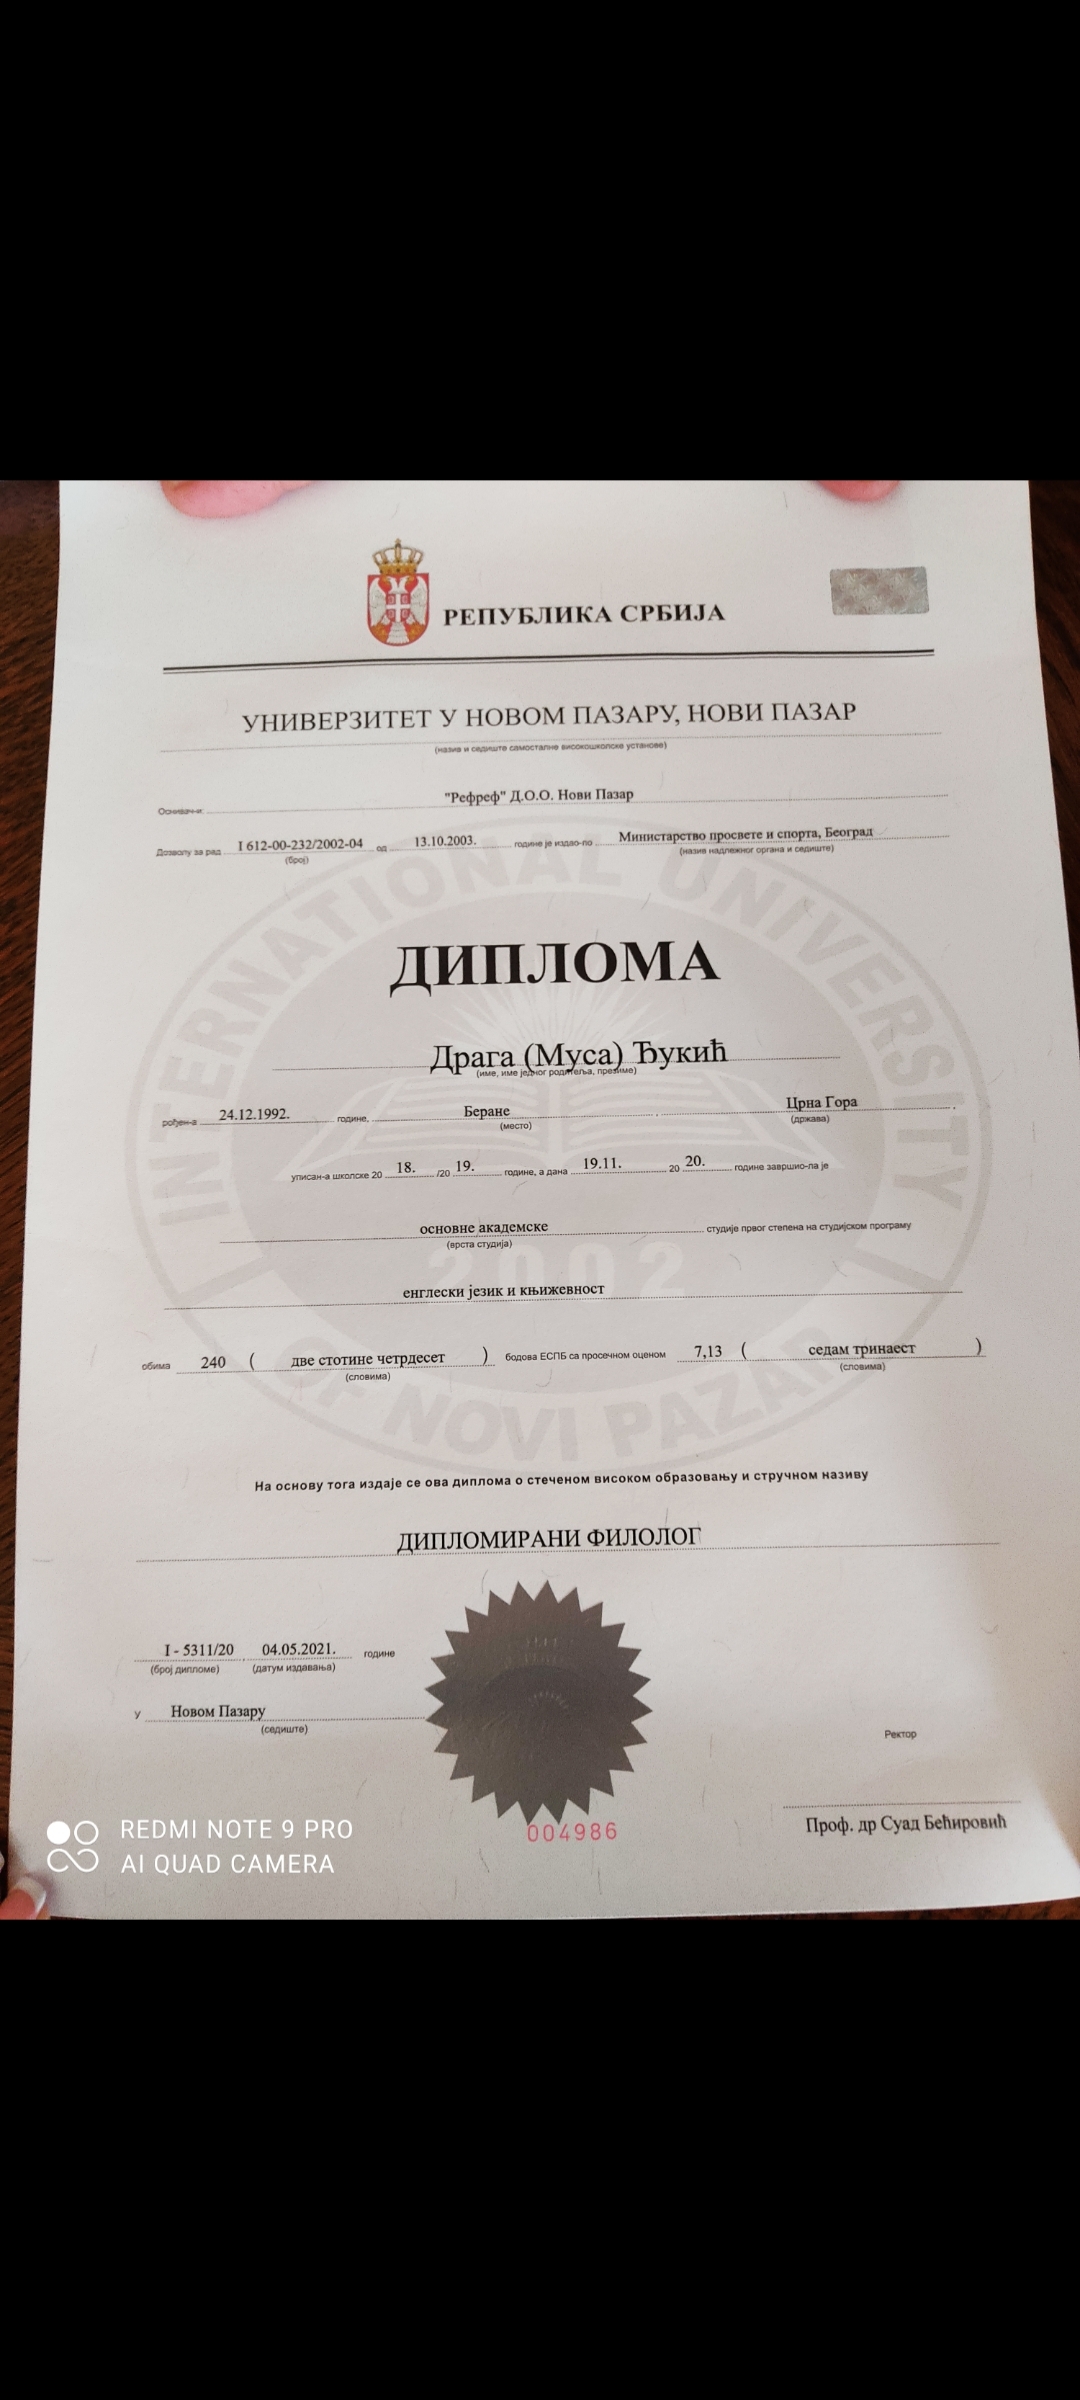 РЕПУБЛИКА СРБИЈА
УНИВЕРЗИТЕТ У НОВОМ ПАЗАРУ, НОВИ ПАЗАР
(назив и седиште самосталне високошколске установе)
Оснивач-и: "Рефреф" Д.О.О. Нови Пазар
Дозволу за рад I 612-00-232/2002-04 од 13.10.2003. године је издао-ло Министарство просвете и спорта, Београд
(број) (назив надлежног органа и седиште)
INTERNATIONAL UNIVERSITY OF NOVI PAZAR
2002
ДИПЛОМА
Драга (Муса) Ђукић
(име, име једног родитеља, презиме)
рођен-а 24.12.1992. године, Беране, Црна Гора.
(место) (држава)
уписан-а школске 20 18. /20 19. године, а дана 19.11. 20 20. године завршио-ла је
основне академске студије првог степена на студијском програму
(врста студија)
енглески језик и књижевност
обима 240 ( две стотине четрдесет ) бодова ЕСПБ са просечном оценом 7,13 ( седам тринаест )
(словима) (словима)
На основу тога издаје се ова диплома о стеченом високом образовању и стручном називу
ДИПЛОМИРАНИ ФИЛОЛОГ
I - 5311/20 04.05.2021. године
(број дипломе) (датум издавања)
У Новом Пазару
(седиште)
Ректор
Проф. др Суад Бећировић
004986
REDMI NOTE 9 PRO
AI QUAD CAMERA